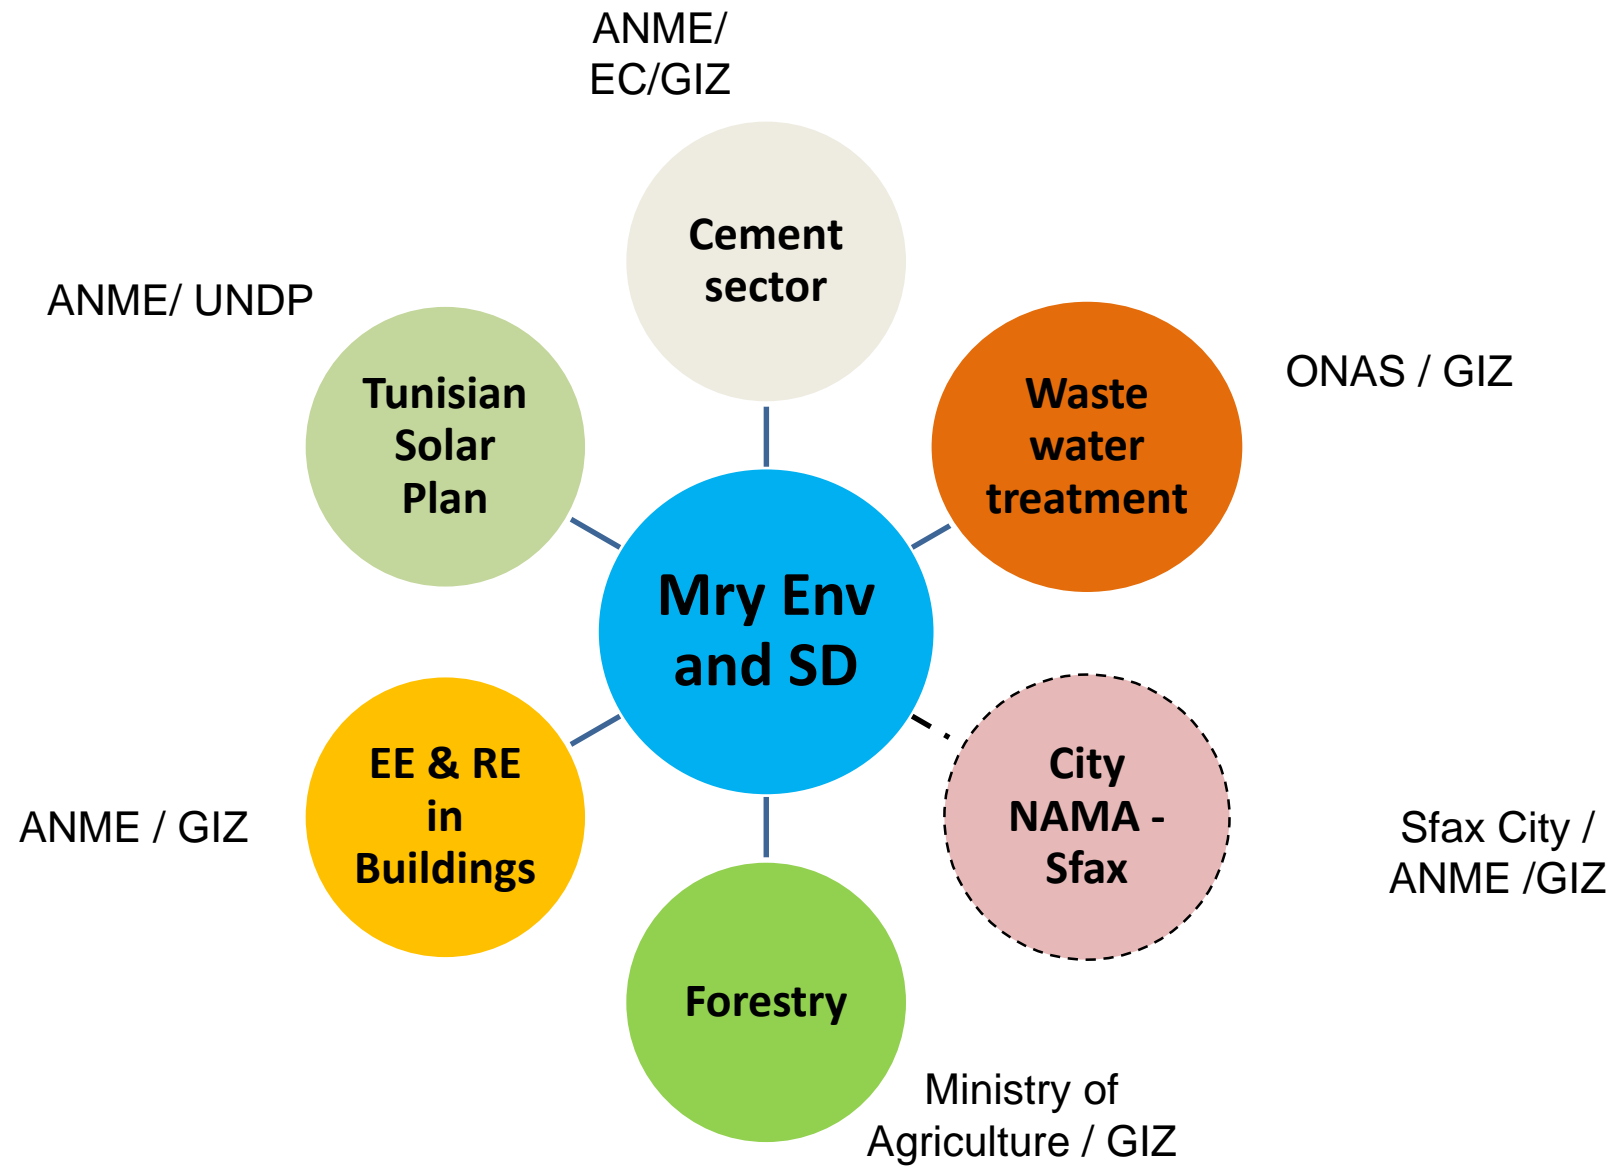 ANME/
EC/GIZ
Cement
sector
ANME/ UNDP
Tunisian
Solar
Plan
Waste
water
treatment
ONAS / GIZ
Mry Env
and SD
EE & RE
in
Buildings
ANME / GIZ
City
NAMA -
Sfax
Sfax City /
ANME /GIZ
Forestry
Ministry of
Agriculture / GIZ